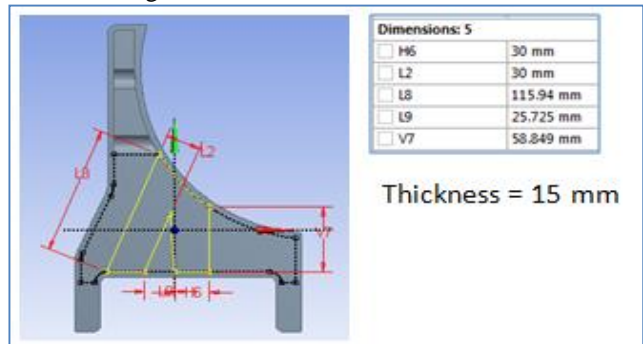 Dimensions: 5
H6 30 mm
L2 30 mm
L8 115.94 mm
L9 25.725 mm
V7 58.849 mm
Thickness = 15 mm
L2
L8
V7
L9
H6